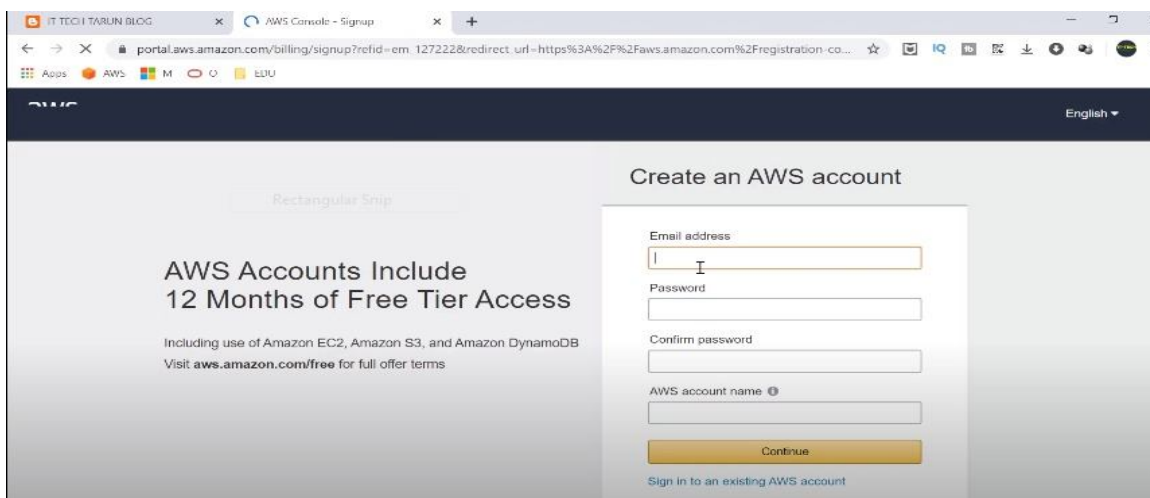 IT TECH TARUN BLOG
AWS Console - Signup
portal.aws.amazon.com/billing/signup?refid=em_127222&redirect_url=https%3A%2F%2Faws.amazon.com%2Fregistration-co...
IQ
Apps AWS M O EDU
aws
English
Create an AWS account
Rectangular Snip
Email address
AWS Accounts Include
12 Months of Free Tier Access
Password
Including use of Amazon EC2, Amazon S3, and Amazon DynamoDB
Visit aws.amazon.com/free for full offer terms
Confirm password
AWS account name
Continue
Sign in to an existing AWS account